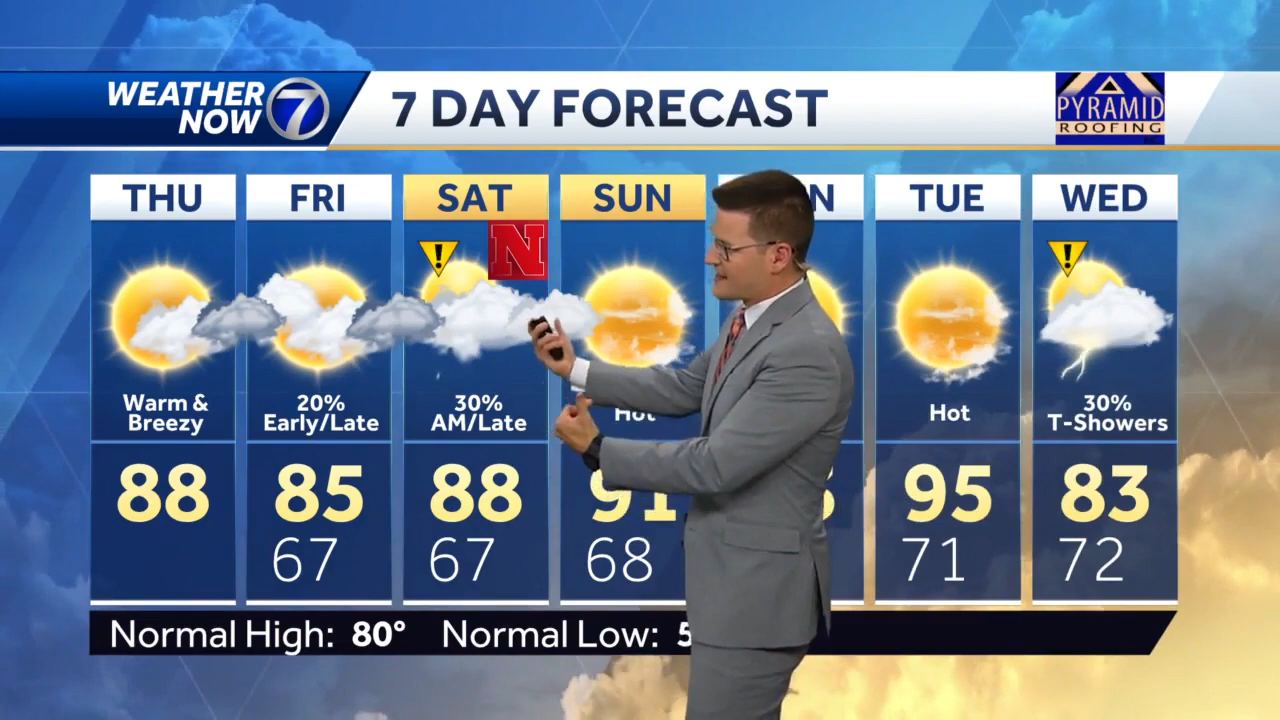 WEATHER
NOW 7
7 DAY FORECAST
PYRAMID
ROOFING
THU
FRI
SAT
SUN
N
TUE
WED
!
N
!
Warm &
Breezy
20%
Early/Late
30%
AM/Late
Hot
Hot
30%
T-Showers
88
85
88
91
95
83
67
67
68
71
72
Normal High: 80° Normal Low: 5